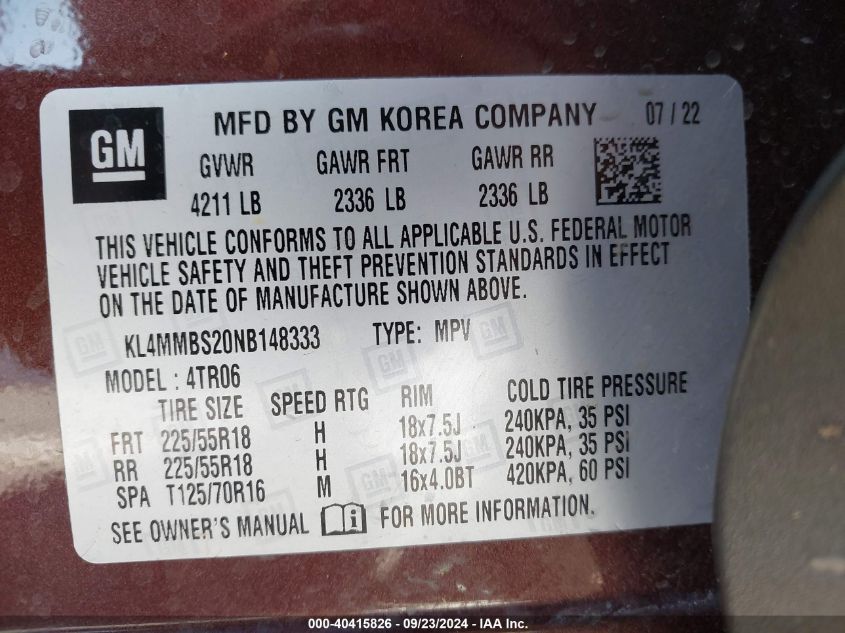 GM
MFD BY GM KOREA COMPANY 07 / 22
GVWR GAWR FRT GAWR RR
4211 LB 2336 LB 2336 LB
THIS VEHICLE CONFORMS TO ALL APPLICABLE U.S. FEDERAL MOTOR
VEHICLE SAFETY AND THEFT PREVENTION STANDARDS IN EFFECT
ON THE DATE OF MANUFACTURE SHOWN ABOVE.
KL4MMBS20NB148333 TYPE: MPV
MODEL : 4TR06
TIRE SIZE SPEED RTG RIM COLD TIRE PRESSURE
FRT 225/55R18 H 18x7.5J 240KPA, 35 PSI
RR 225/55R18 H 18x7.5J 240KPA, 35 PSI
SPA T125/70R16 M 16x4.0BT 420KPA, 60 PSI
SEE OWNER'S MANUAL FOR MORE INFORMATION.
000-40415826 - 09/23/2024 - IAA Inc.